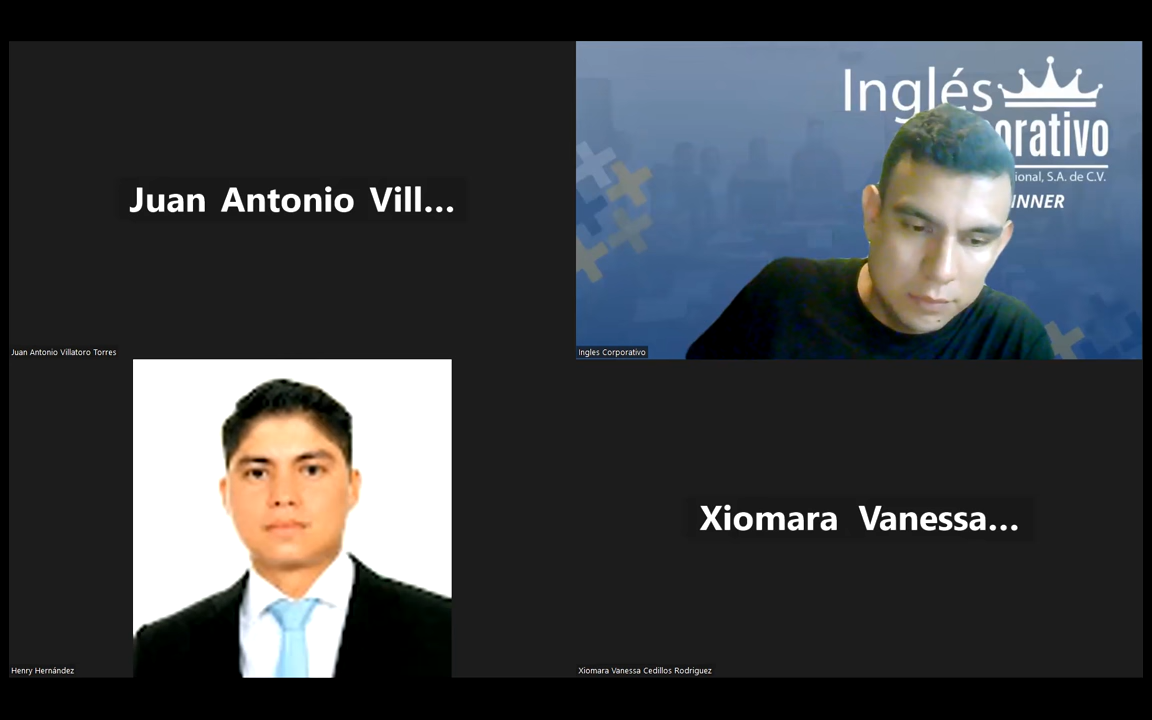 Juan Antonio Vill...
Juan Antonio Villatoro Torres
Inglés
orativo
ional, S.A. de C.V.
INNER
Ingles Corporativo
Henry Hernández
Xiomara Vanessa...
Xiomara Vanessa Cedillos Rodriguez